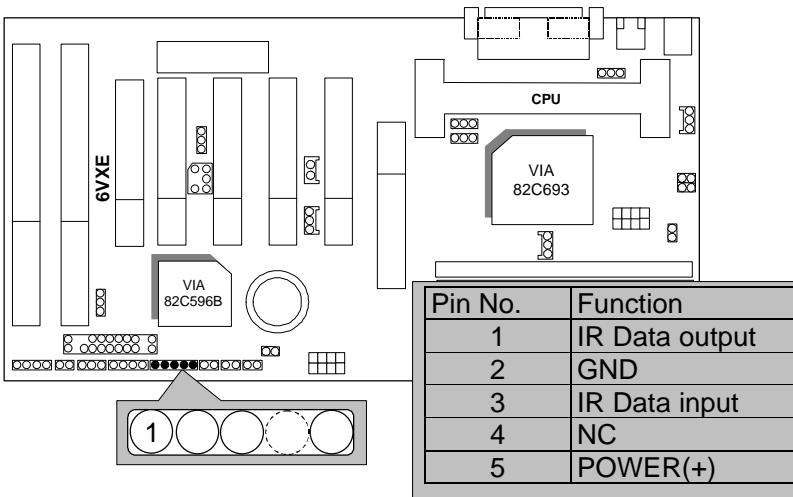 CPU
6VXE
VIA
82C693
VIA
82C596B
Pin No. Function
1 IR Data output
2 GND
3 IR Data input
4 NC
5 POWER(+)
1